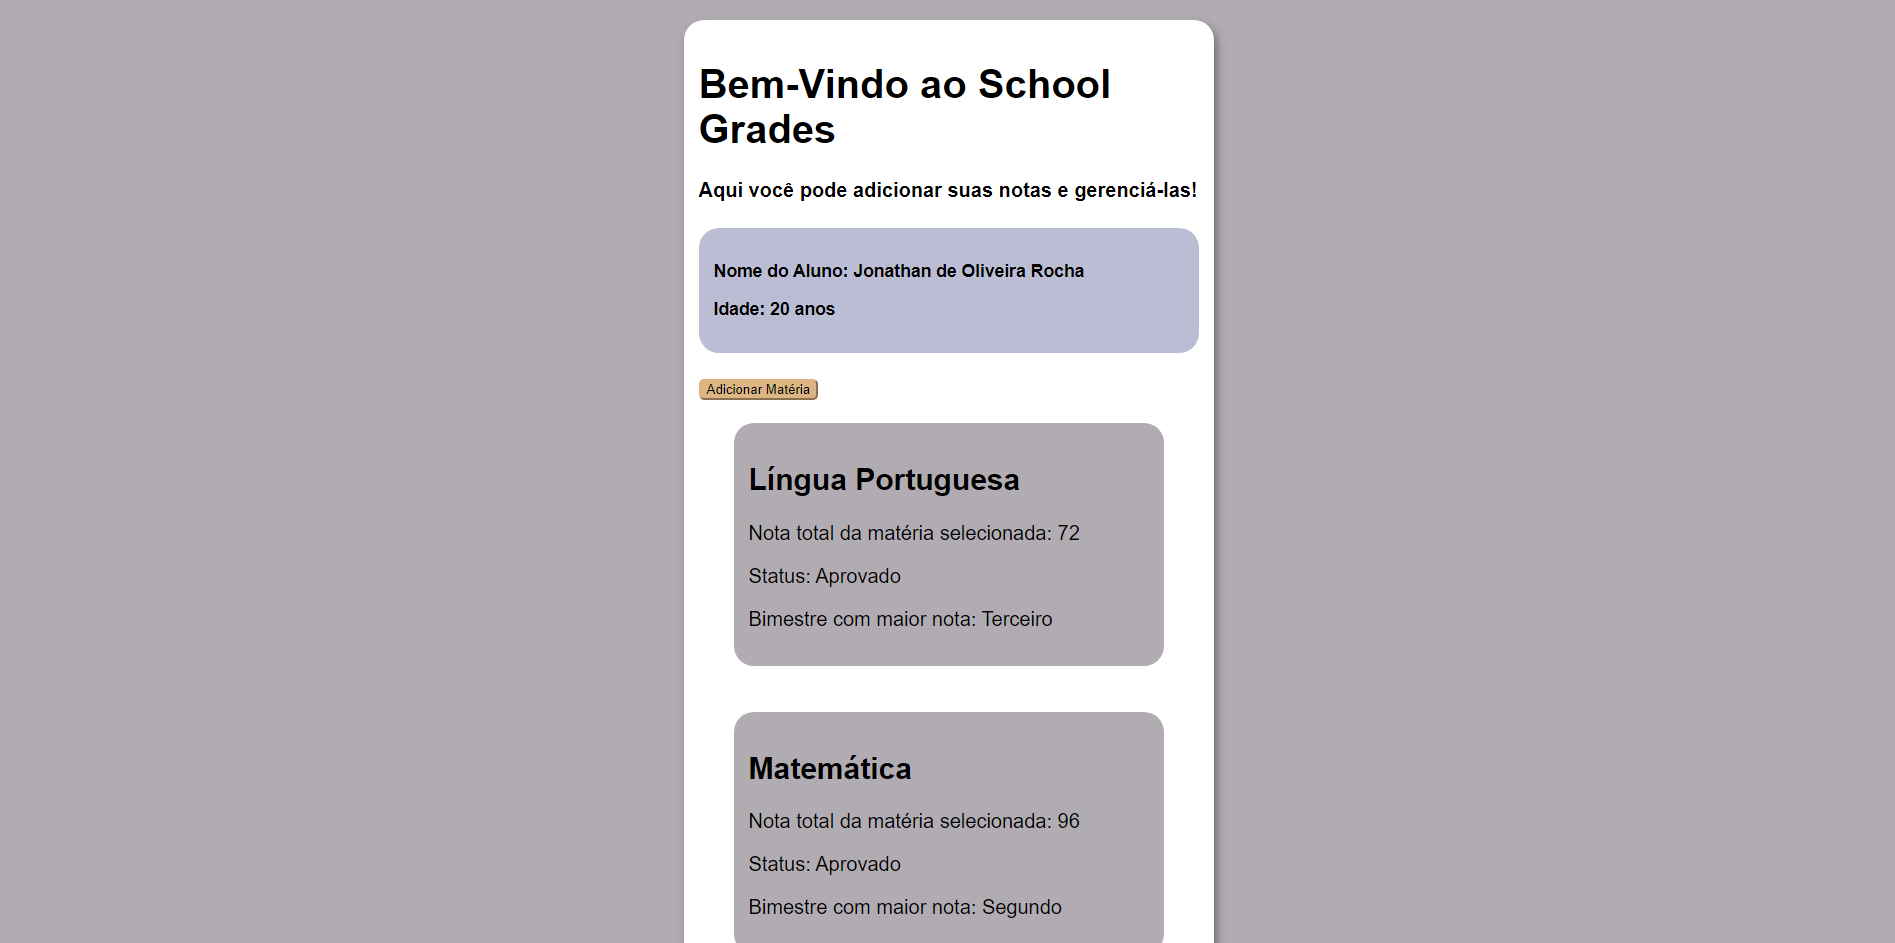 Bem-Vindo ao School
Grades
Aqui você pode adicionar suas notas e gerenciá-las!
Nome do Aluno: Jonathan de Oliveira Rocha
Idade: 20 anos
Adicionar Matéria
Língua Portuguesa
Nota total da matéria selecionada: 72
Status: Aprovado
Bimestre com maior nota: Terceiro
Matemática
Nota total da matéria selecionada: 96
Status: Aprovado
Bimestre com maior nota: Segundo